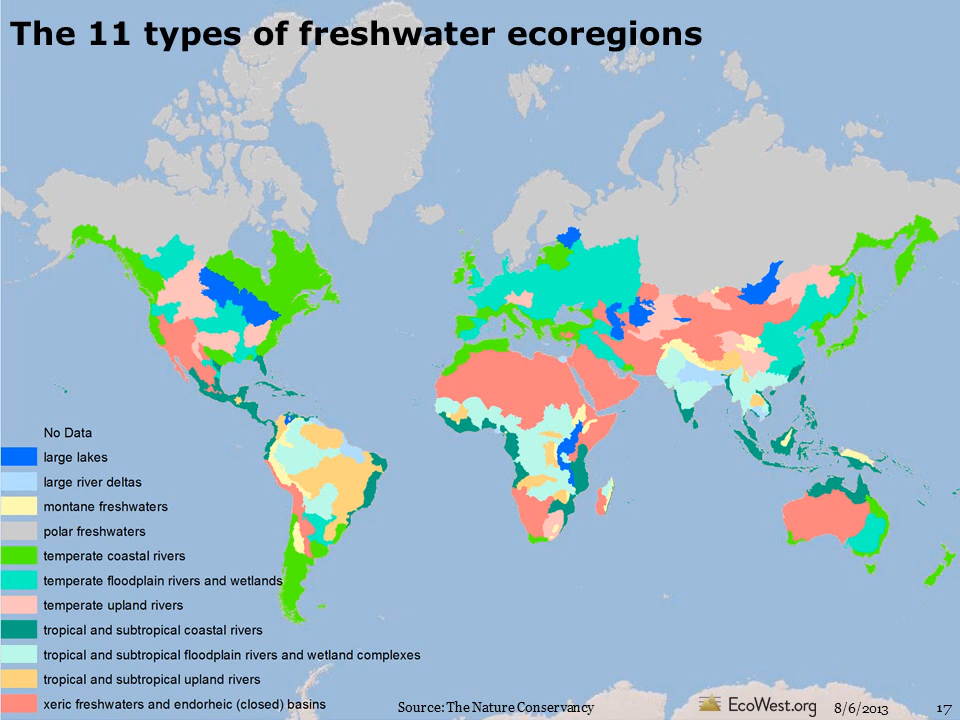 The 11 types of freshwater ecoregions
No Data
large lakes
large river deltas
montane freshwaters
polar freshwaters
temperate coastal rivers
temperate floodplain rivers and wetlands
temperate upland rivers
tropical and subtropical coastal rivers
tropical and subtropical floodplain rivers and wetland complexes
tropical and subtropical upland rivers
xeric freshwaters and endorheic (closed) basins
Source: The Nature Conservancy
EcoWest.org
8/6/2013
17